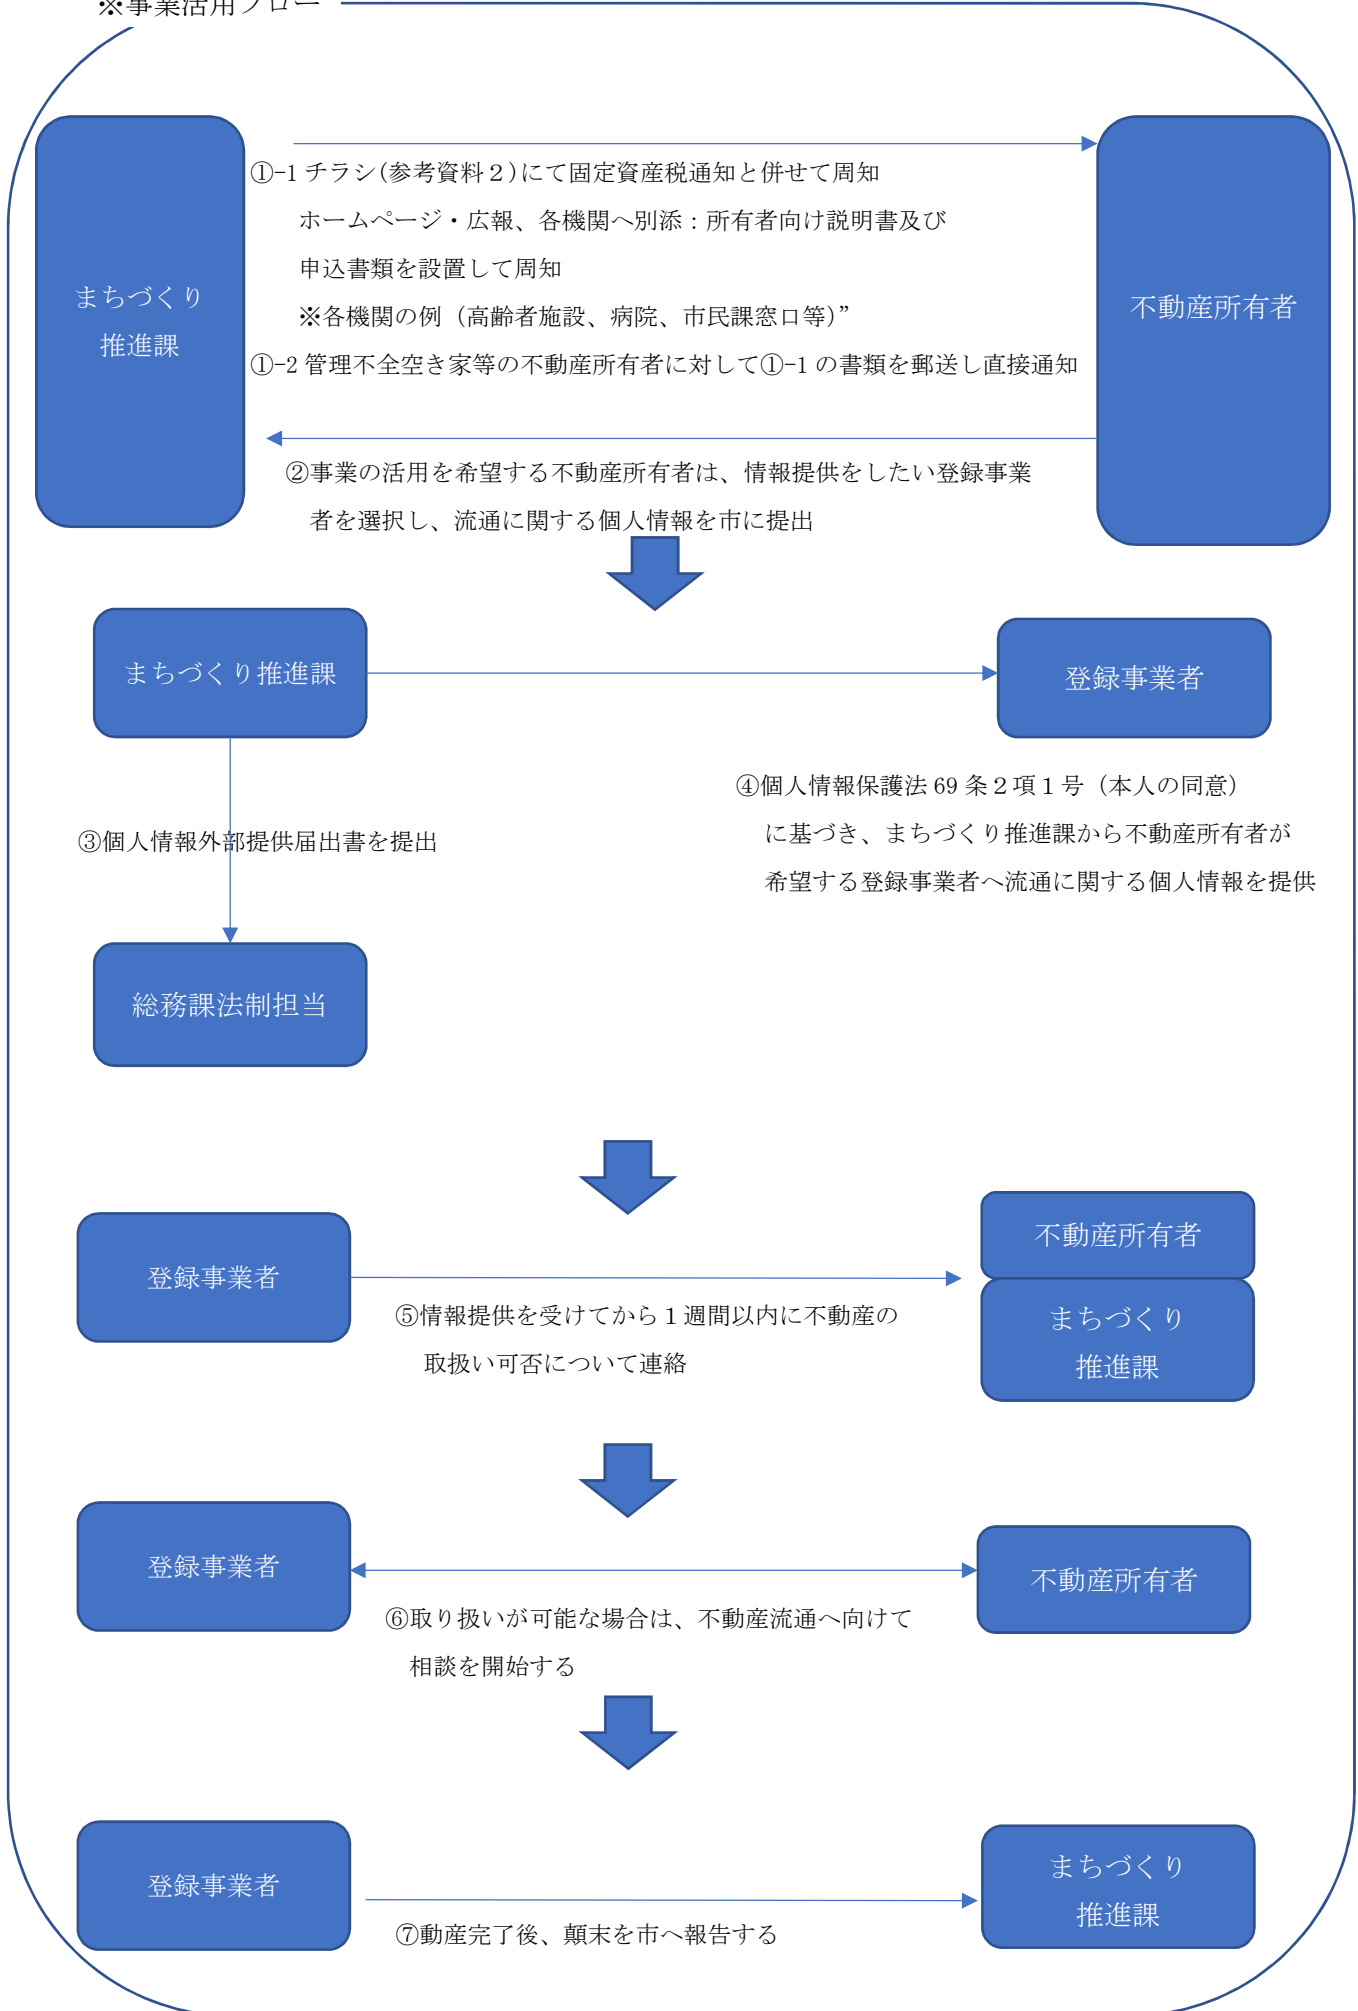 ※事業活用フロー
①-1 チラシ(参考資料２)にて固定資産税通知と併せて周知
ホームページ・広報、各機関へ別添：所有者向け説明書及び
申込書類を設置して周知
※各機関の例（高齢者施設、病院、市民課窓口等）”
まちづくり
推進課
不動産所有者
①-2 管理不全空き家等の不動産所有者に対して①-1 の書類を郵送し直接通知
②事業の活用を希望する不動産所有者は、情報提供をしたい登録事業
者を選択し、流通に関する個人情報を市に提出
まちづくり推進課
登録事業者
③個人情報外部提供届出書を提出
④個人情報保護法 69 条２項１号（本人の同意）
に基づき、まちづくり推進課から不動産所有者が
希望する登録事業者へ流通に関する個人情報を提供
総務課法制担当
登録事業者
不動産所有者
まちづくり
推進課
⑤情報提供を受けてから１週間以内に不動産の
取扱い可否について連絡
登録事業者
不動産所有者
⑥取り扱いが可能な場合は、不動産流通へ向けて
相談を開始する
登録事業者
まちづくり
推進課
⑦動産完了後、顛末を市へ報告する